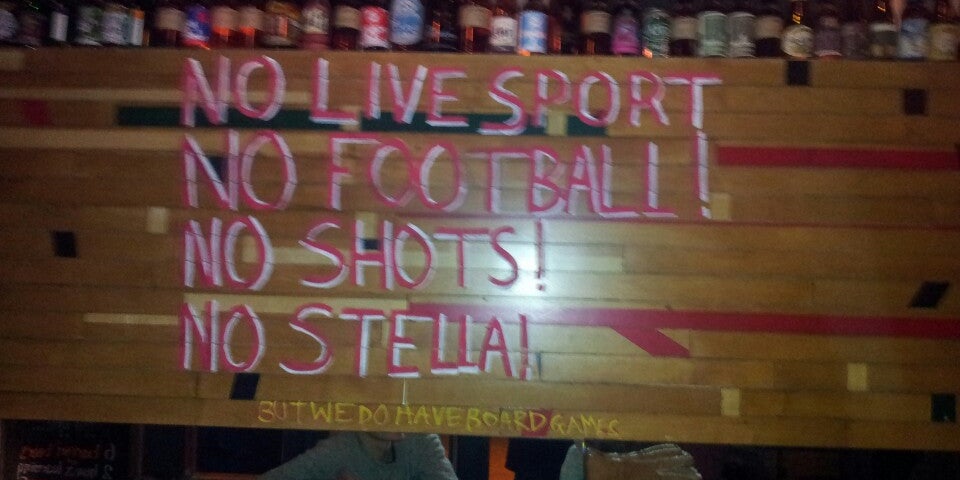 NO LIVE SPORT
NO FOOTBALL!
NO SHOTS!
NO STELLA!
BUT WE DO HAVE BOARD GAMES